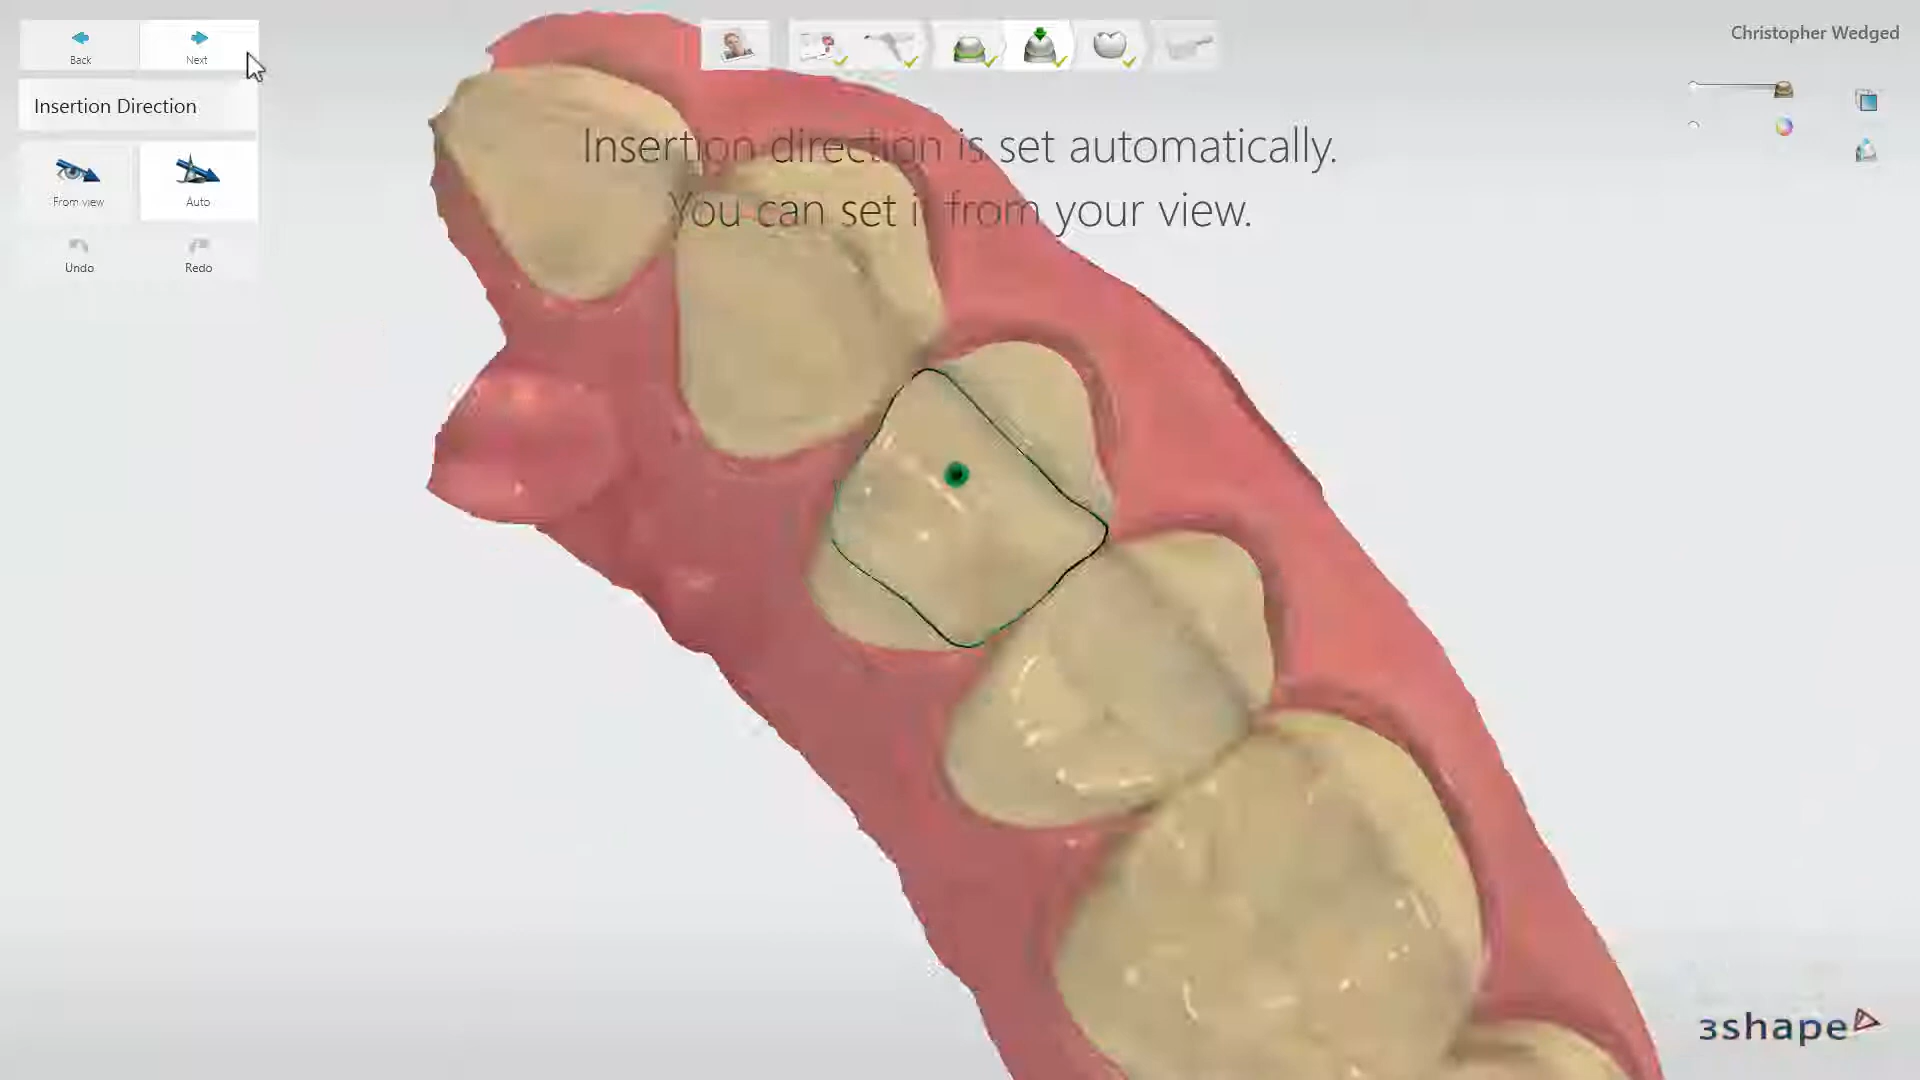 Back
Next
Insertion Direction
From view
Auto
Undo
Redo
Insertion direction is set automatically.
You can set it from your view.
Christopher Wedged
3shape